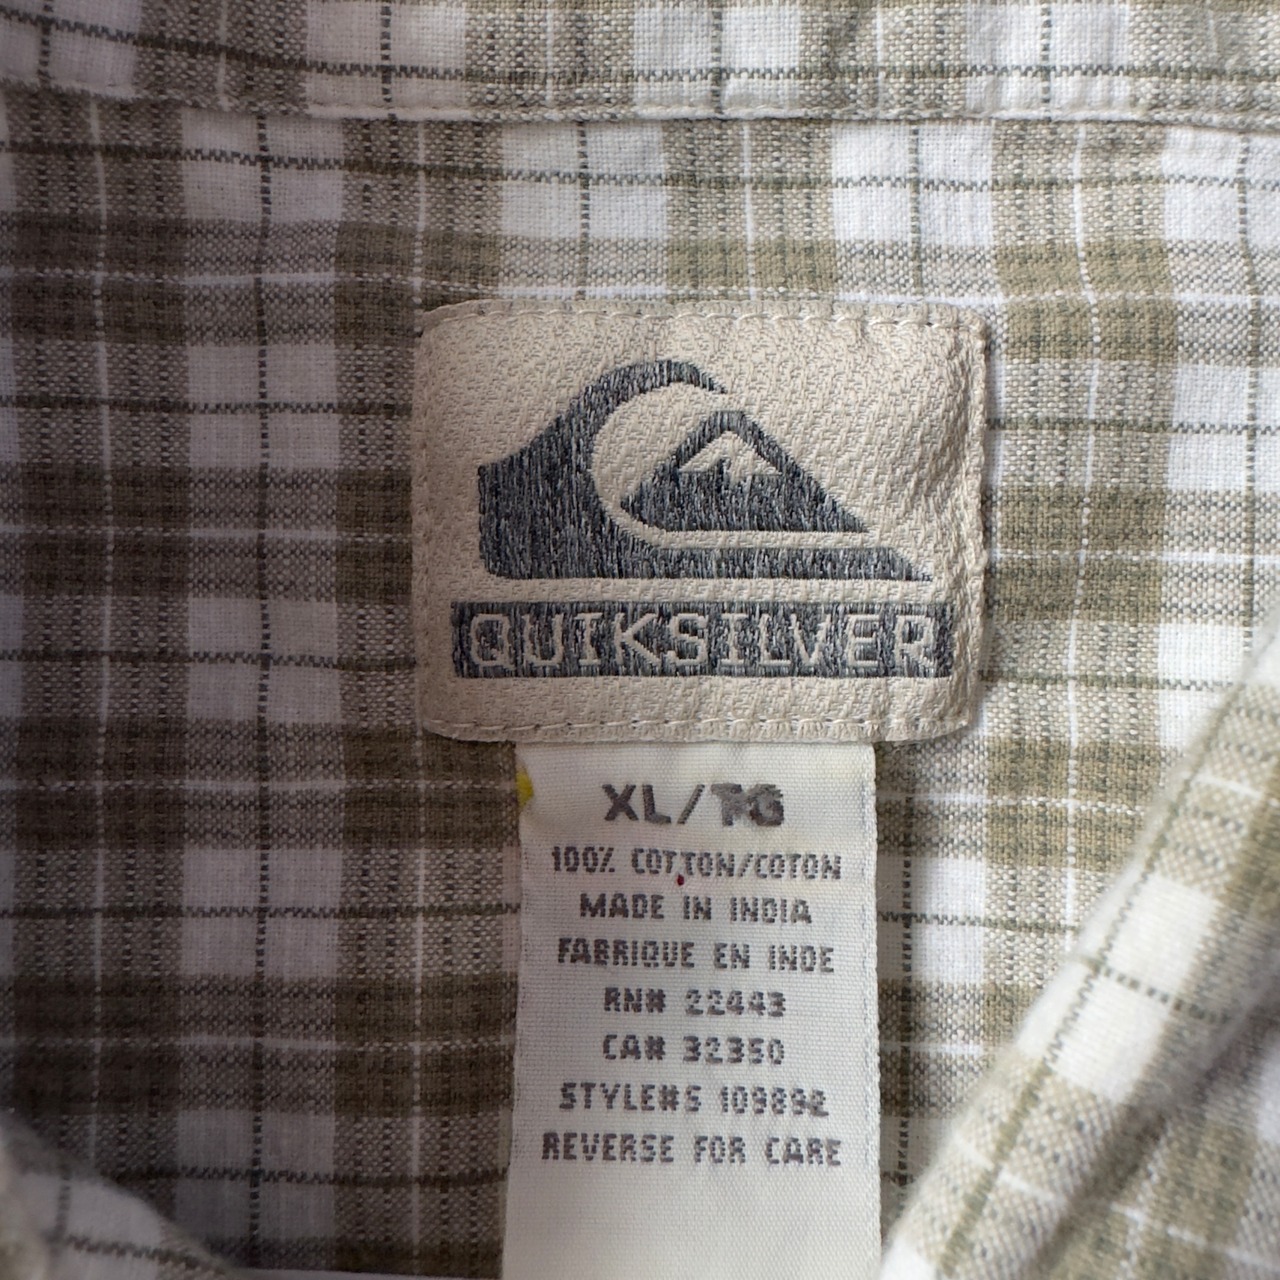 QUIKSILVER
XL/TG
100% COTTON/COTON
MADE IN INDIA
FABRIQUE EN INDE
RN# 22443
CA# 32350
STYLE#S 109892
REVERSE FOR CARE